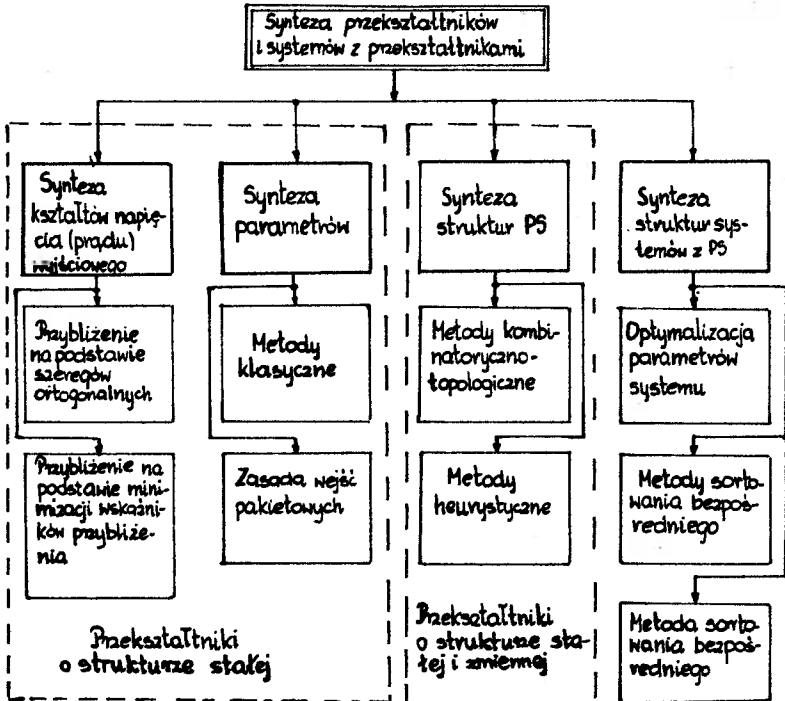 Synteza przekształtników
i systemów z przekształtnikami
Synteza
kształtów napię-
cia (prądu)
wyjściowego
Synteza
parametrów
Synteza
struktur PS
Synteza
struktur sys-
temów z PS
Przybliżenie
na podstawie
szeregów
ortogonalnych
Metody
klasyczne
Metody kombi-
natoryczno-
topologiczne
Optymalizacja
parametrów
systemu
Przybliżenie na
podstawie mini-
mizacji wskaźni-
ków przybliże-
nia
Zasada wejść
pakietowych
Metody
heurystyczne
Metody sorto-
wania bezpoś-
redniego
Przekształtniki
o strukturze stałej
Przekształtniki
o strukturze sta-
łej i zmiennej
Metoda sorto-
wania bezpoś-
redniego